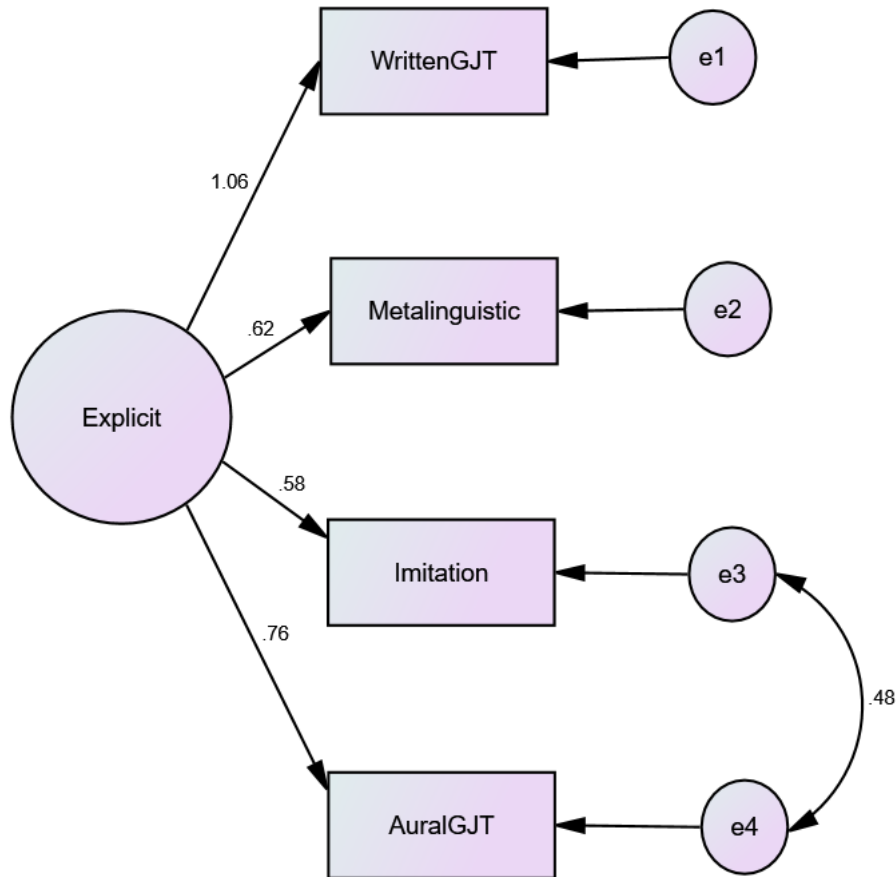 WrittenGJT
e1
1.06
Metalinguistic
e2
.62
Explicit
.58
Imitation
e3
.76
.48
AuralGJT
e4